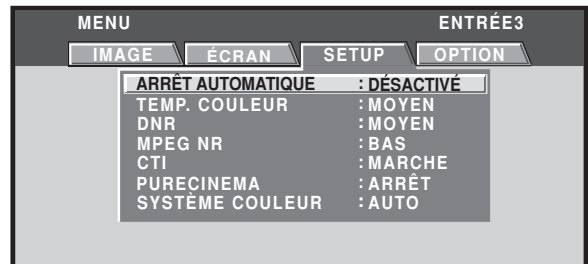 MENU ENTRÉE3
IMAGE ÉCRAN SETUP OPTION
ARRÊT AUTOMATIQUE : DÉSACTIVÉ
TEMP. COULEUR : MOYEN
DNR : MOYEN
MPEG NR : BAS
CTI : MARCHE
PURECINEMA : ARRÊT
SYSTÈME COULEUR : AUTO